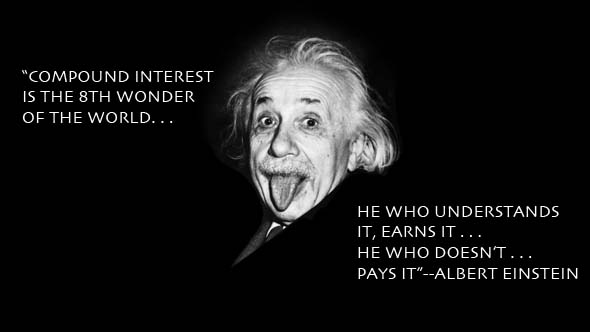 “COMPOUND INTEREST
IS THE 8TH WONDER
OF THE WORLD. . .
HE WHO UNDERSTANDS
IT, EARNS IT . . .
HE WHO DOESN’T . . .
PAYS IT”--ALBERT EINSTEIN